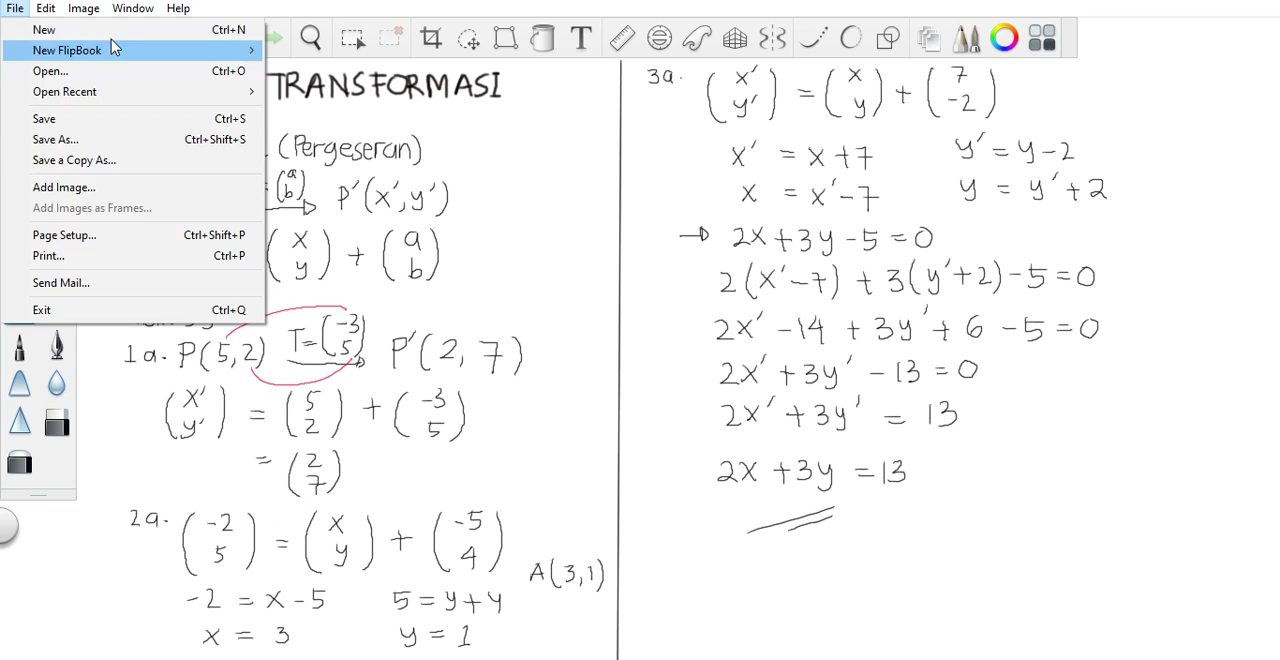 File Edit Image Window Help
New Ctrl+N
New FlipBook >
Open... Ctrl+O
Open Recent >
Save Ctrl+S
Save As... Ctrl+Shift+S
Save a Copy As...
Add Image...
Add Images as Frames...
Page Setup... Ctrl+Shift+P
Print... Ctrl+P
Send Mail...
Exit Ctrl+Q
TRANSFORMASI
(Pergeseran)
(a b) P'(x', y')
(x y) + (a b)
1a. P(5,2) T=(-3 5) P'(2, 7)
(x' y') = (5 2) + (-3 5)
= (2 7)
2a. (-2 5) = (x y) + (-5 4)
A(3,1)
-2 = x-5 5 = y+4
x = 3 y = 1
3a. (x' y') = (x y) + (7 -2)
x' = x+7 y' = y-2
x = x'-7 y = y'+2
→ 2x+3y-5=0
2(x'-7) + 3(y'+2)-5=0
2x' -14 + 3y' + 6 -5=0
2x' +3y' -13=0
2x' +3y' = 13
2x +3y =13